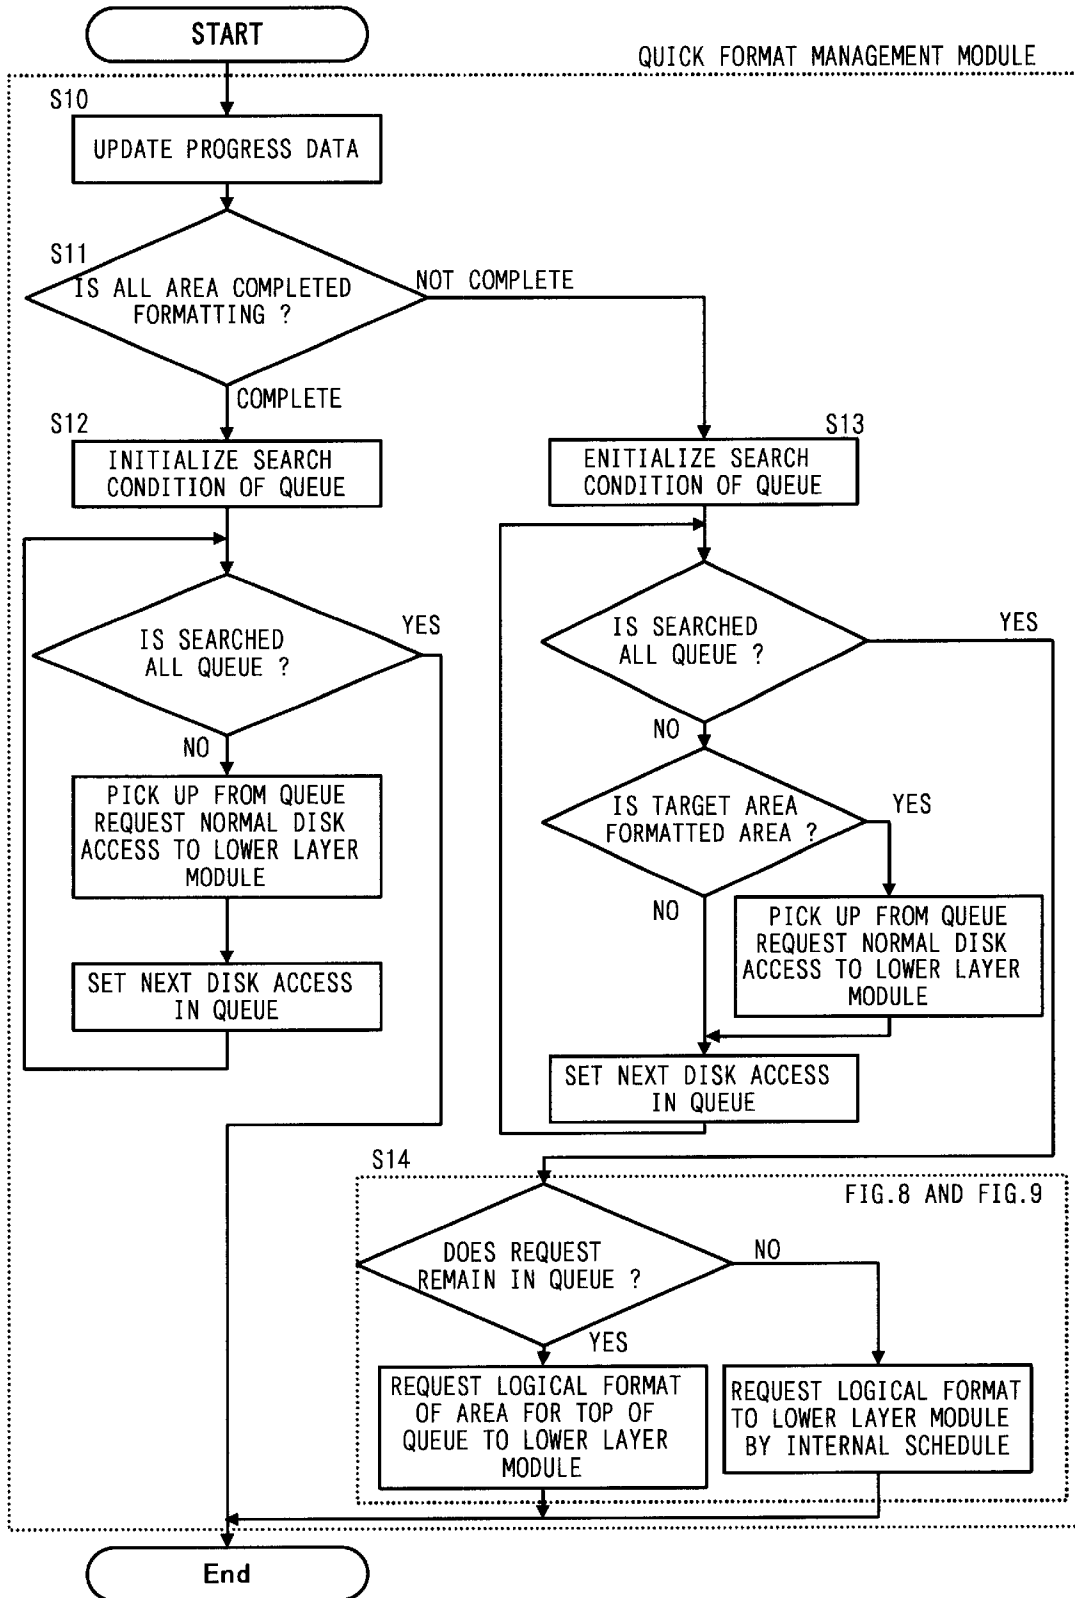 START
QUICK FORMAT MANAGEMENT MODULE
S10
UPDATE PROGRESS DATA
S11
IS ALL AREA COMPLETED
FORMATTING ?
NOT COMPLETE
COMPLETE
S12
INITIALIZE SEARCH
CONDITION OF QUEUE
S13
ENITIALIZE SEARCH
CONDITION OF QUEUE
IS SEARCHED
ALL QUEUE ?
YES
NO
PICK UP FROM QUEUE
REQUEST NORMAL DISK
ACCESS TO LOWER LAYER
MODULE
SET NEXT DISK ACCESS
IN QUEUE
IS SEARCHED
ALL QUEUE ?
YES
NO
IS TARGET AREA
FORMATTED AREA ?
YES
NO
PICK UP FROM QUEUE
REQUEST NORMAL DISK
ACCESS TO LOWER LAYER
MODULE
SET NEXT DISK ACCESS
IN QUEUE
S14
FIG.8 AND FIG.9
DOES REQUEST
REMAIN IN QUEUE ?
NO
YES
REQUEST LOGICAL FORMAT
OF AREA FOR TOP OF
QUEUE TO LOWER LAYER
MODULE
REQUEST LOGICAL FORMAT
TO LOWER LAYER MODULE
BY INTERNAL SCHEDULE
End